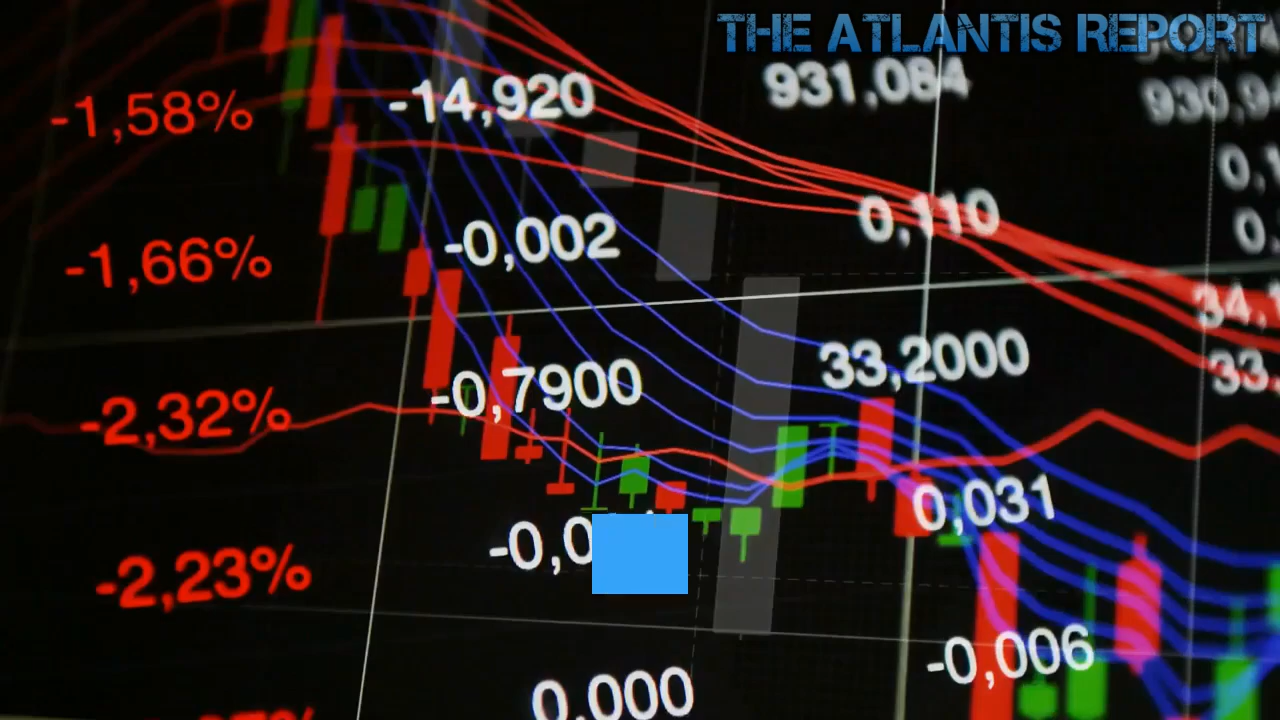 THE ATLANTIS REPORT
-1,58% -14,920 931,084
-1,66% -0,002 0,110
-2,32% -0,7900 33,2000
-2,23% 0,031
0,000 -0,006